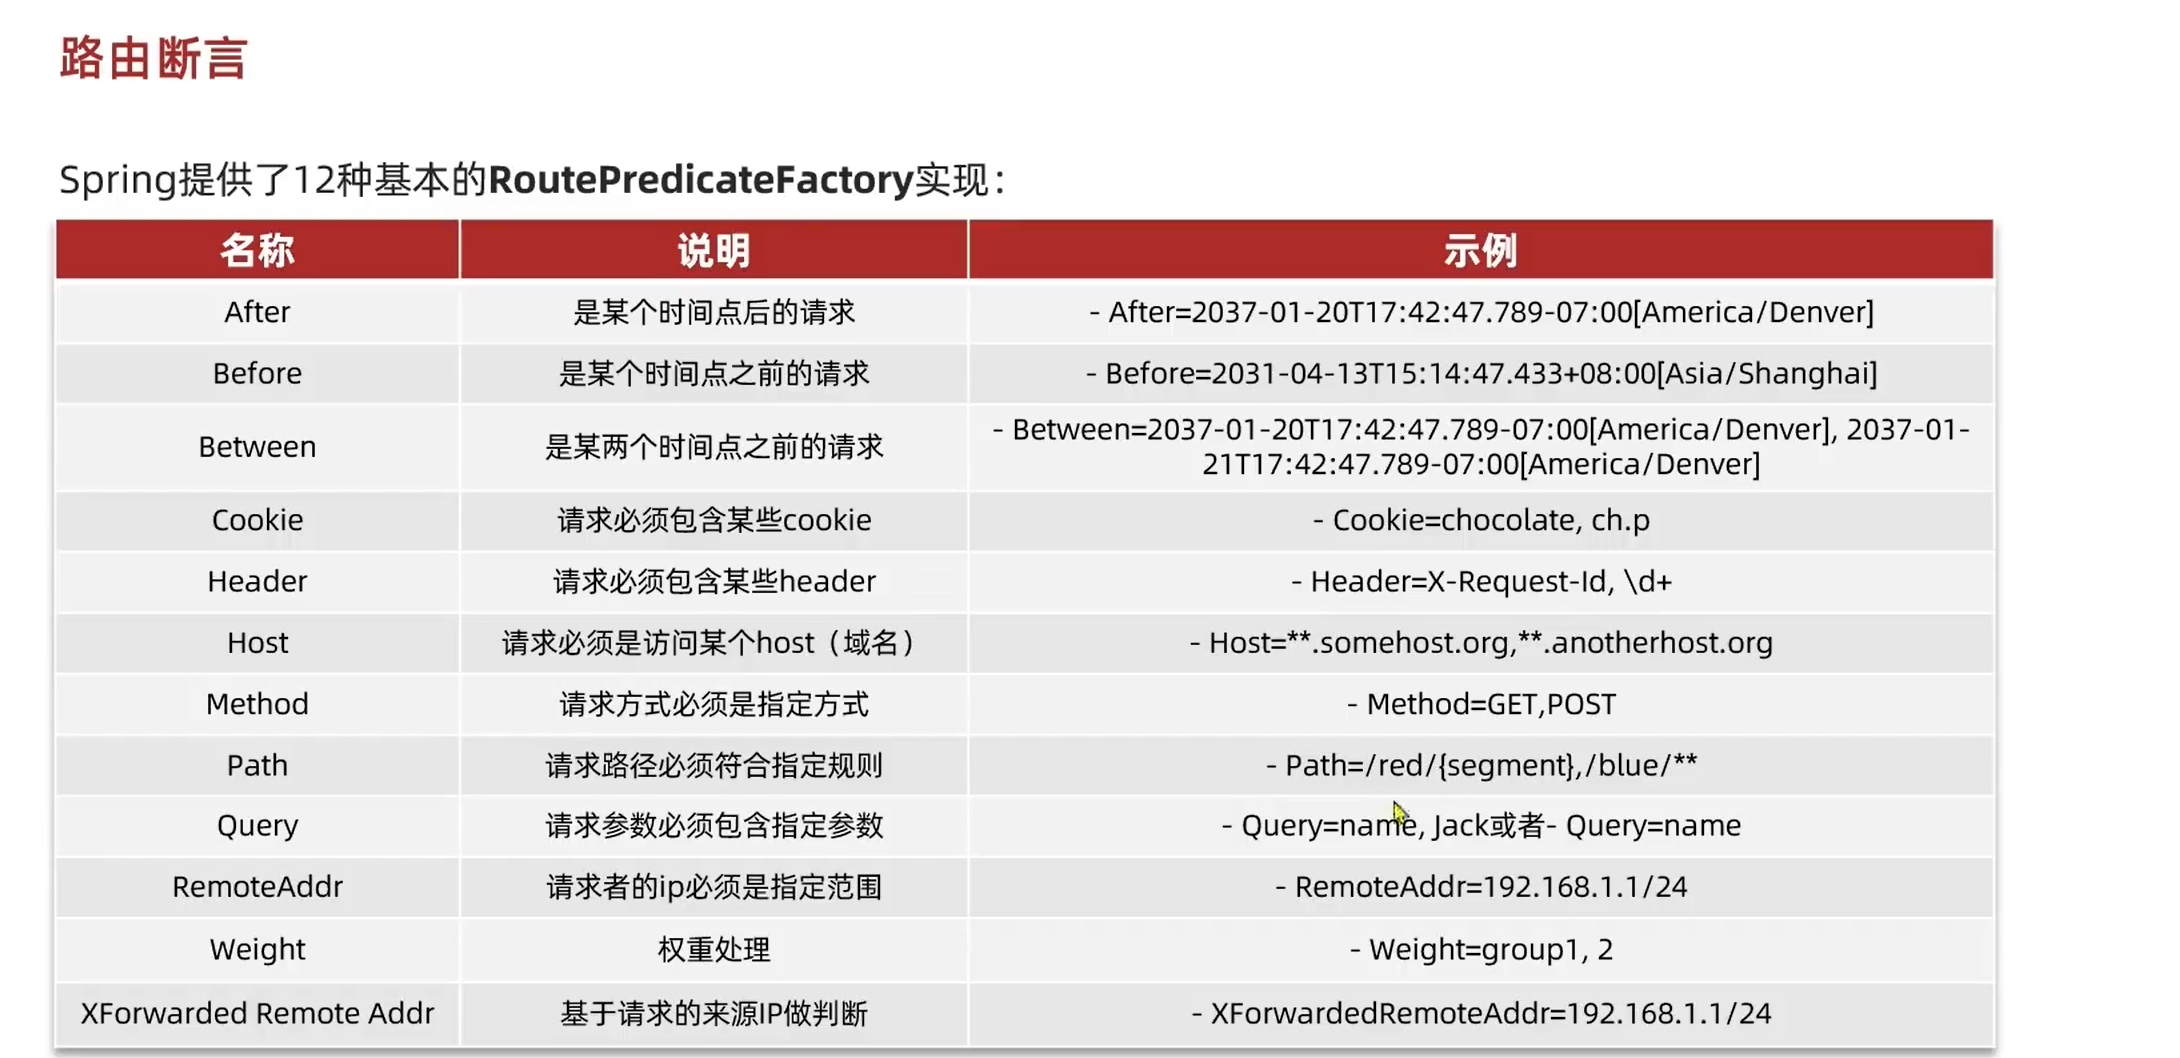 路由断言
Spring提供了12种基本的RoutePredicateFactory实现：
名称 说明 示例
After 是某个时间点后的请求 - After=2037-01-20T17:42:47.789-07:00[America/Denver]
Before 是某个时间点之前的请求 - Before=2031-04-13T15:14:47.433+08:00[Asia/Shanghai]
Between 是某两个时间点之前的请求 - Between=2037-01-20T17:42:47.789-07:00[America/Denver], 2037-01-
21T17:42:47.789-07:00[America/Denver]
Cookie 请求必须包含某些cookie - Cookie=chocolate, ch.p
Header 请求必须包含某些header - Header=X-Request-Id, \d+
Host 请求必须是访问某个host（域名） - Host=**.somehost.org,**.anotherhost.org
Method 请求方式必须是指定方式 - Method=GET,POST
Path 请求路径必须符合指定规则 - Path=/red/{segment},/blue/**
Query 请求参数必须包含指定参数 - Query=name, Jack或者- Query=name
RemoteAddr 请求者的ip必须是指定范围 - RemoteAddr=192.168.1.1/24
Weight 权重处理 - Weight=group1, 2
XForwarded Remote Addr 基于请求的来源IP做判断 - XForwardedRemoteAddr=192.168.1.1/24